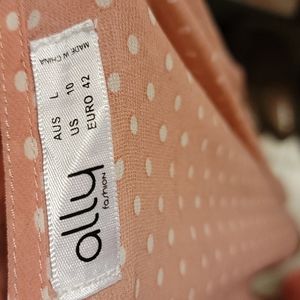 ally
fashion
AUS L
US 10
EURO 42
MADE IN CHINA